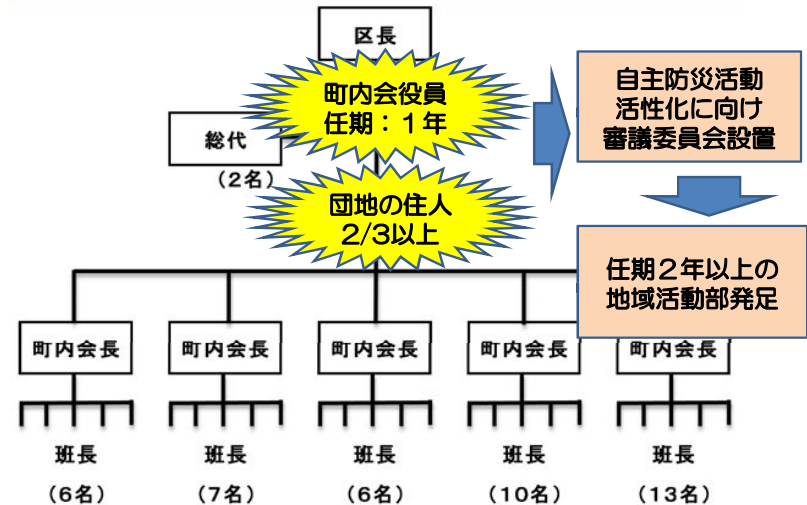 区長
町内会役員
任期：１年
総代
（2名）
団地の住人
2/3以上
自主防災活動
活性化に向け
審議委員会設置
任期２年以上の
地域活動部発足
町内会長
町内会長
町内会長
町内会長
町内会長
班長
班長
班長
班長
班長
（6名）
（7名）
（6名）
（10名）
（13名）